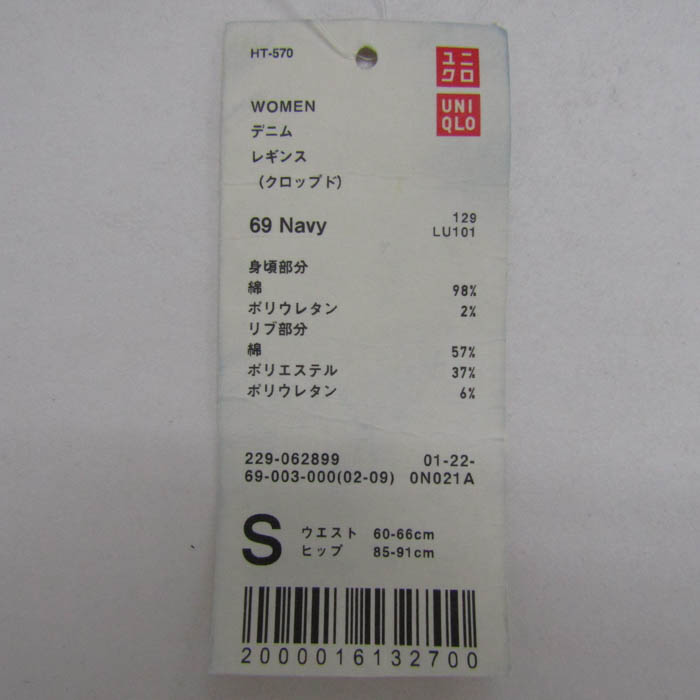 HT-570
ユニ
クロ
UNI
QLO
WOMEN
デニム
レギンス
（クロップド）
69 Navy
129
LU101
身頃部分
綿 98%
ポリウレタン 2%
リブ部分
綿 57%
ポリエステル 37%
ポリウレタン 6%
229-062899 01-22-
69-003-000(02-09) 0N021A
S
ウエスト 60-66cm
ヒップ 85-91cm
2000016132700